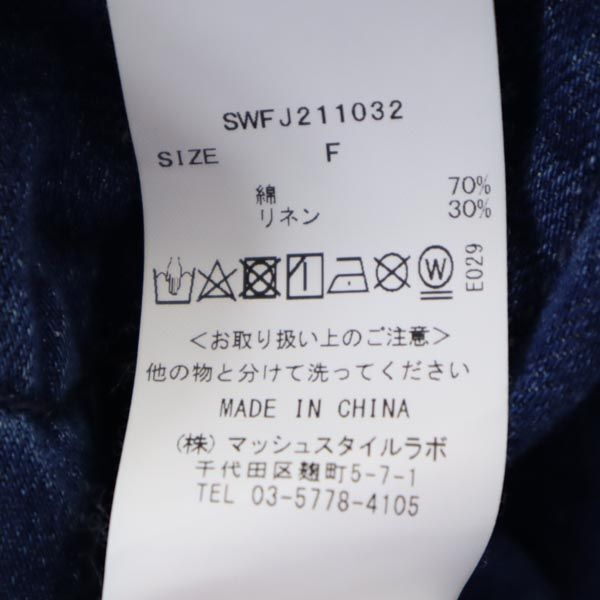 SWFJ211032
SIZE F
綿 70%
リネン 30%
W E029
<お取り扱い上のご注意>
他の物と分けて洗ってください
MADE IN CHINA
(株) マッシュスタイルラボ
千代田区麹町5-7-1
TEL 03-5778-4105